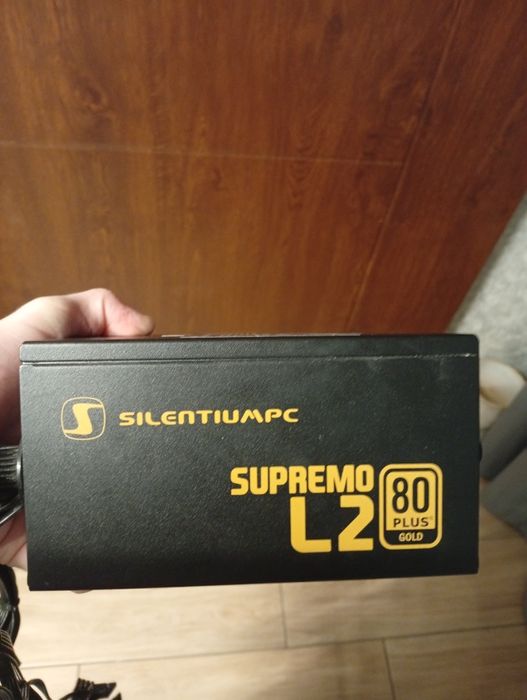 SILENTIUMPC
SUPREMO
L2
80
PLUS®
GOLD